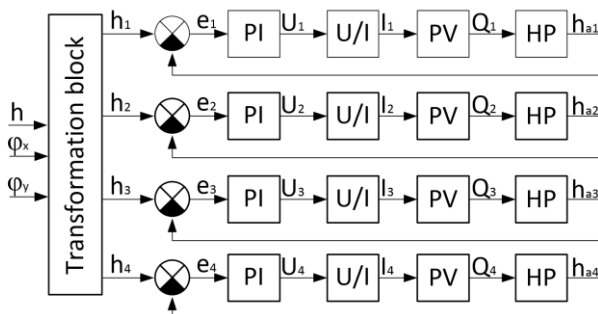 h₁ e₁ PI U₁ U/I I₁ PV Q₁ HP hₐ₁
h₂ e₂ PI U₂ U/I I₂ PV Q₂ HP hₐ₂
h
φₓ
φᵧ
Transformation block
h₃ e₃ PI U₃ U/I I₃ PV Q₃ HP hₐ₃
h₄ e₄ PI U₄ U/I I₄ PV Q₄ HP hₐ₄